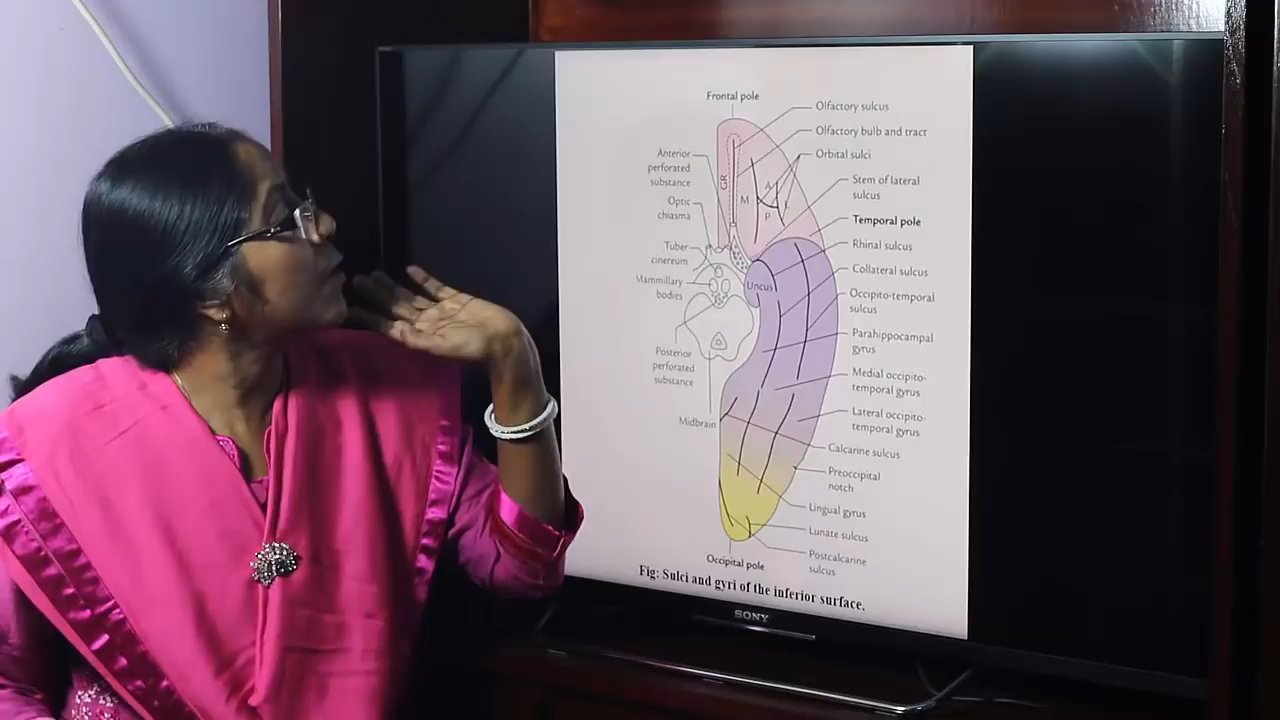 Frontal pole
Olfactory sulcus
Olfactory bulb and tract
Orbital sulci
Stem of lateral
sulcus
Temporal pole
Rhinal sulcus
Collateral sulcus
Occipito-temporal
sulcus
Parahippocampal
gyrus
Medial occipito-
temporal gyrus
Lateral occipito-
temporal gyrus
Calcarine sulcus
Preoccipital
notch
Lingual gyrus
Lunate sulcus
Postcalcarine
sulcus
Anterior
perforated
substance
Optic
chiasma
Tuber
cinereum
Mammillary
bodies
Posterior
perforated
substance
Midbrain
GR
M
A
L
P
Uncus
Occipital pole
Fig: Sulci and gyri of the inferior surface.
SONY